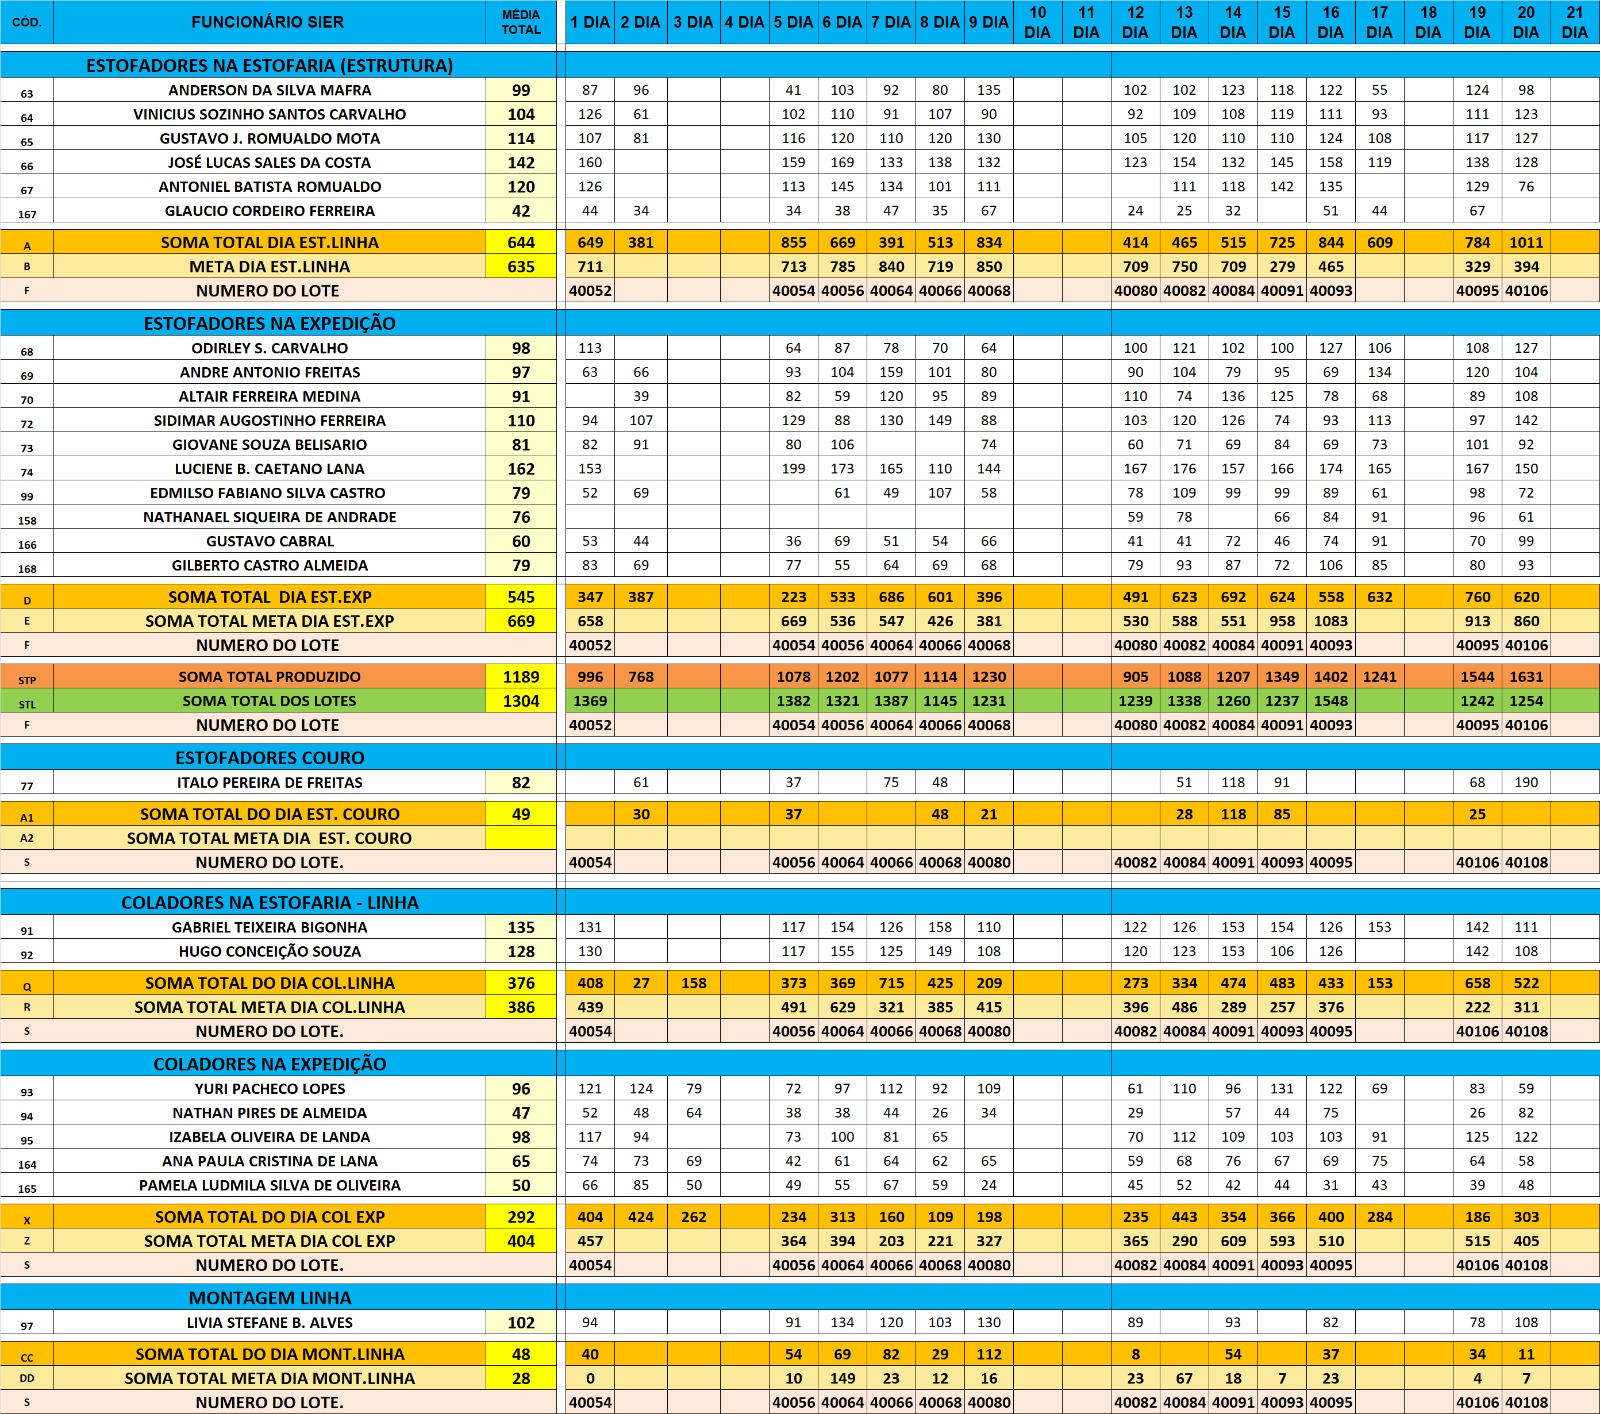 CÓD. FUNCIONÁRIO SIER MÉDIA TOTAL 1 DIA 2 DIA 3 DIA 4 DIA 5 DIA 6 DIA 7 DIA 8 DIA 9 DIA 10 DIA 11 DIA 12 DIA 13 DIA 14 DIA 15 DIA 16 DIA 17 DIA 18 DIA 19 DIA 20 DIA 21 DIA
ESTOFADORES NA ESTOFARIA (ESTRUTURA)
63 ANDERSON DA SILVA MAFRA 99 87 96 41 103 92 80 135 102 102 123 118 122 55 124 98
64 VINICIUS SOZINHO SANTOS CARVALHO 104 126 61 102 110 91 107 90 92 109 108 119 111 93 111 123
65 GUSTAVO J. ROMUALDO MOTA 114 107 81 116 120 110 120 130 105 120 110 110 124 108 117 127
66 JOSÉ LUCAS SALES DA COSTA 142 160 159 169 133 138 132 123 154 132 145 158 119 138 128
67 ANTONIEL BATISTA ROMUALDO 120 126 113 145 134 101 111 111 118 142 135 129 76
167 GLAUCIO CORDEIRO FERREIRA 42 44 34 34 38 47 35 67 24 25 32 51 44 67
A SOMA TOTAL DIA EST.LINHA 644 649 381 855 669 391 513 834 414 465 515 725 844 609 784 1011
B META DIA EST.LINHA 635 711 713 785 840 719 850 709 750 709 279 465 329 394
F NUMERO DO LOTE 40052 40054 40056 40064 40066 40068 40080 40082 40084 40091 40093 40095 40106
ESTOFADORES NA EXPEDIÇÃO
68 ODIRLEY S. CARVALHO 98 113 64 87 78 70 64 100 121 102 100 127 106 108 127
69 ANDRE ANTONIO FREITAS 97 63 66 93 104 159 101 80 90 104 79 95 69 134 120 104
70 ALTAIR FERREIRA MEDINA 91 39 82 59 120 95 89 110 74 136 125 78 68 89 108
72 SIDIMAR AUGOSTINHO FERREIRA 110 94 107 129 88 130 149 88 103 120 126 74 93 113 97 142
73 GIOVANE SOUZA BELISARIO 81 82 91 80 106 74 60 71 69 84 69 73 101 92
74 LUCIENE B. CAETANO LANA 162 153 199 173 165 110 144 167 176 157 166 174 165 167 150
99 EDMILSO FABIANO SILVA CASTRO 79 52 69 61 49 107 58 78 109 99 99 89 61 98 72
158 NATHANAEL SIQUEIRA DE ANDRADE 76 59 78 66 84 91 96 61
166 GUSTAVO CABRAL 60 53 44 36 69 51 54 66 41 41 72 46 74 91 70 99
168 GILBERTO CASTRO ALMEIDA 79 83 69 77 55 64 69 68 79 93 87 72 106 85 80 93
D SOMA TOTAL DIA EST.EXP 545 347 387 223 533 686 601 396 491 623 692 624 558 632 760 620
E SOMA TOTAL META DIA EST.EXP 669 658 669 536 547 426 381 530 588 551 958 1083 913 860
F NUMERO DO LOTE 40052 40054 40056 40064 40066 40068 40080 40082 40084 40091 40093 40095 40106
STP SOMA TOTAL PRODUZIDO 1189 996 768 1078 1202 1077 1114 1230 905 1088 1207 1349 1402 1241 1544 1631
STL SOMA TOTAL DOS LOTES 1304 1369 1382 1321 1387 1145 1231 1239 1338 1260 1237 1548 1242 1254
F NUMERO DO LOTE 40052 40054 40056 40064 40066 40068 40080 40082 40084 40091 40093 40095 40106
ESTOFADORES COURO
77 ITALO PEREIRA DE FREITAS 82 61 37 75 48 51 118 91 68 190
A1 SOMA TOTAL DO DIA EST. COURO 49 30 37 48 21 28 118 85 25
A2 SOMA TOTAL META DIA EST. COURO
S NUMERO DO LOTE. 40054 40056 40064 40066 40068 40080 40082 40084 40091 40093 40095 40106 40108
COLADORES NA ESTOFARIA - LINHA
91 GABRIEL TEIXEIRA BIGONHA 135 131 117 154 126 158 110 122 126 153 154 126 153 142 111
92 HUGO CONCEIÇÃO SOUZA 128 130 117 155 125 149 108 120 123 153 106 126 142 108
Q SOMA TOTAL DO DIA COL.LINHA 376 408 27 158 373 369 715 425 209 273 334 474 483 433 153 658 522
R SOMA TOTAL META DIA COL.LINHA 386 439 491 629 321 385 415 396 486 289 257 376 222 311
S NUMERO DO LOTE. 40054 40056 40064 40066 40068 40080 40082 40084 40091 40093 40095 40106 40108
COLADORES NA EXPEDIÇÃO
93 YURI PACHECO LOPES 96 121 124 79 72 97 112 92 109 61 110 96 131 122 69 83 59
94 NATHAN PIRES DE ALMEIDA 47 52 48 64 38 38 44 26 34 29 57 44 75 26 82
95 IZABELA OLIVEIRA DE LANDA 98 117 94 73 100 81 65 70 112 109 103 103 91 125 122
164 ANA PAULA CRISTINA DE LANA 65 74 73 69 42 61 64 62 65 59 68 76 67 69 75 64 58
165 PAMELA LUDMILA SILVA DE OLIVEIRA 50 66 85 50 49 55 67 59 24 45 52 42 44 31 43 39 48
X SOMA TOTAL DO DIA COL EXP 292 404 424 262 234 313 160 109 198 235 443 354 366 400 284 186 303
Z SOMA TOTAL META DIA COL EXP 404 457 364 394 203 221 327 365 290 609 593 510 515 405
S NUMERO DO LOTE. 40054 40056 40064 40066 40068 40080 40082 40084 40091 40093 40095 40106 40108
MONTAGEM LINHA
97 LIVIA STEFANE B. ALVES 102 94 91 134 120 103 130 89 93 82 78 108
CC SOMA TOTAL DO DIA MONT.LINHA 48 40 54 69 82 29 112 8 54 37 34 11
DD SOMA TOTAL META DIA MONT.LINHA 28 0 10 149 23 12 16 23 67 18 7 23 4 7
S NUMERO DO LOTE. 40054 40056 40064 40066 40068 40080 40082 40084 40091 40093 40095 40106 40108